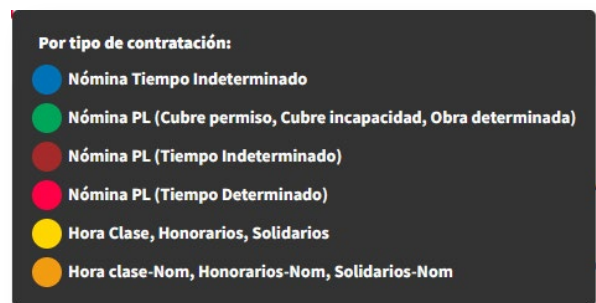 Por tipo de contratación:
Nómina Tiempo Indeterminado
Nómina PL (Cubre permiso, Cubre incapacidad, Obra determinada)
Nómina PL (Tiempo Indeterminado)
Nómina PL (Tiempo Determinado)
Hora Clase, Honorarios, Solidarios
Hora clase-Nom, Honorarios-Nom, Solidarios-Nom